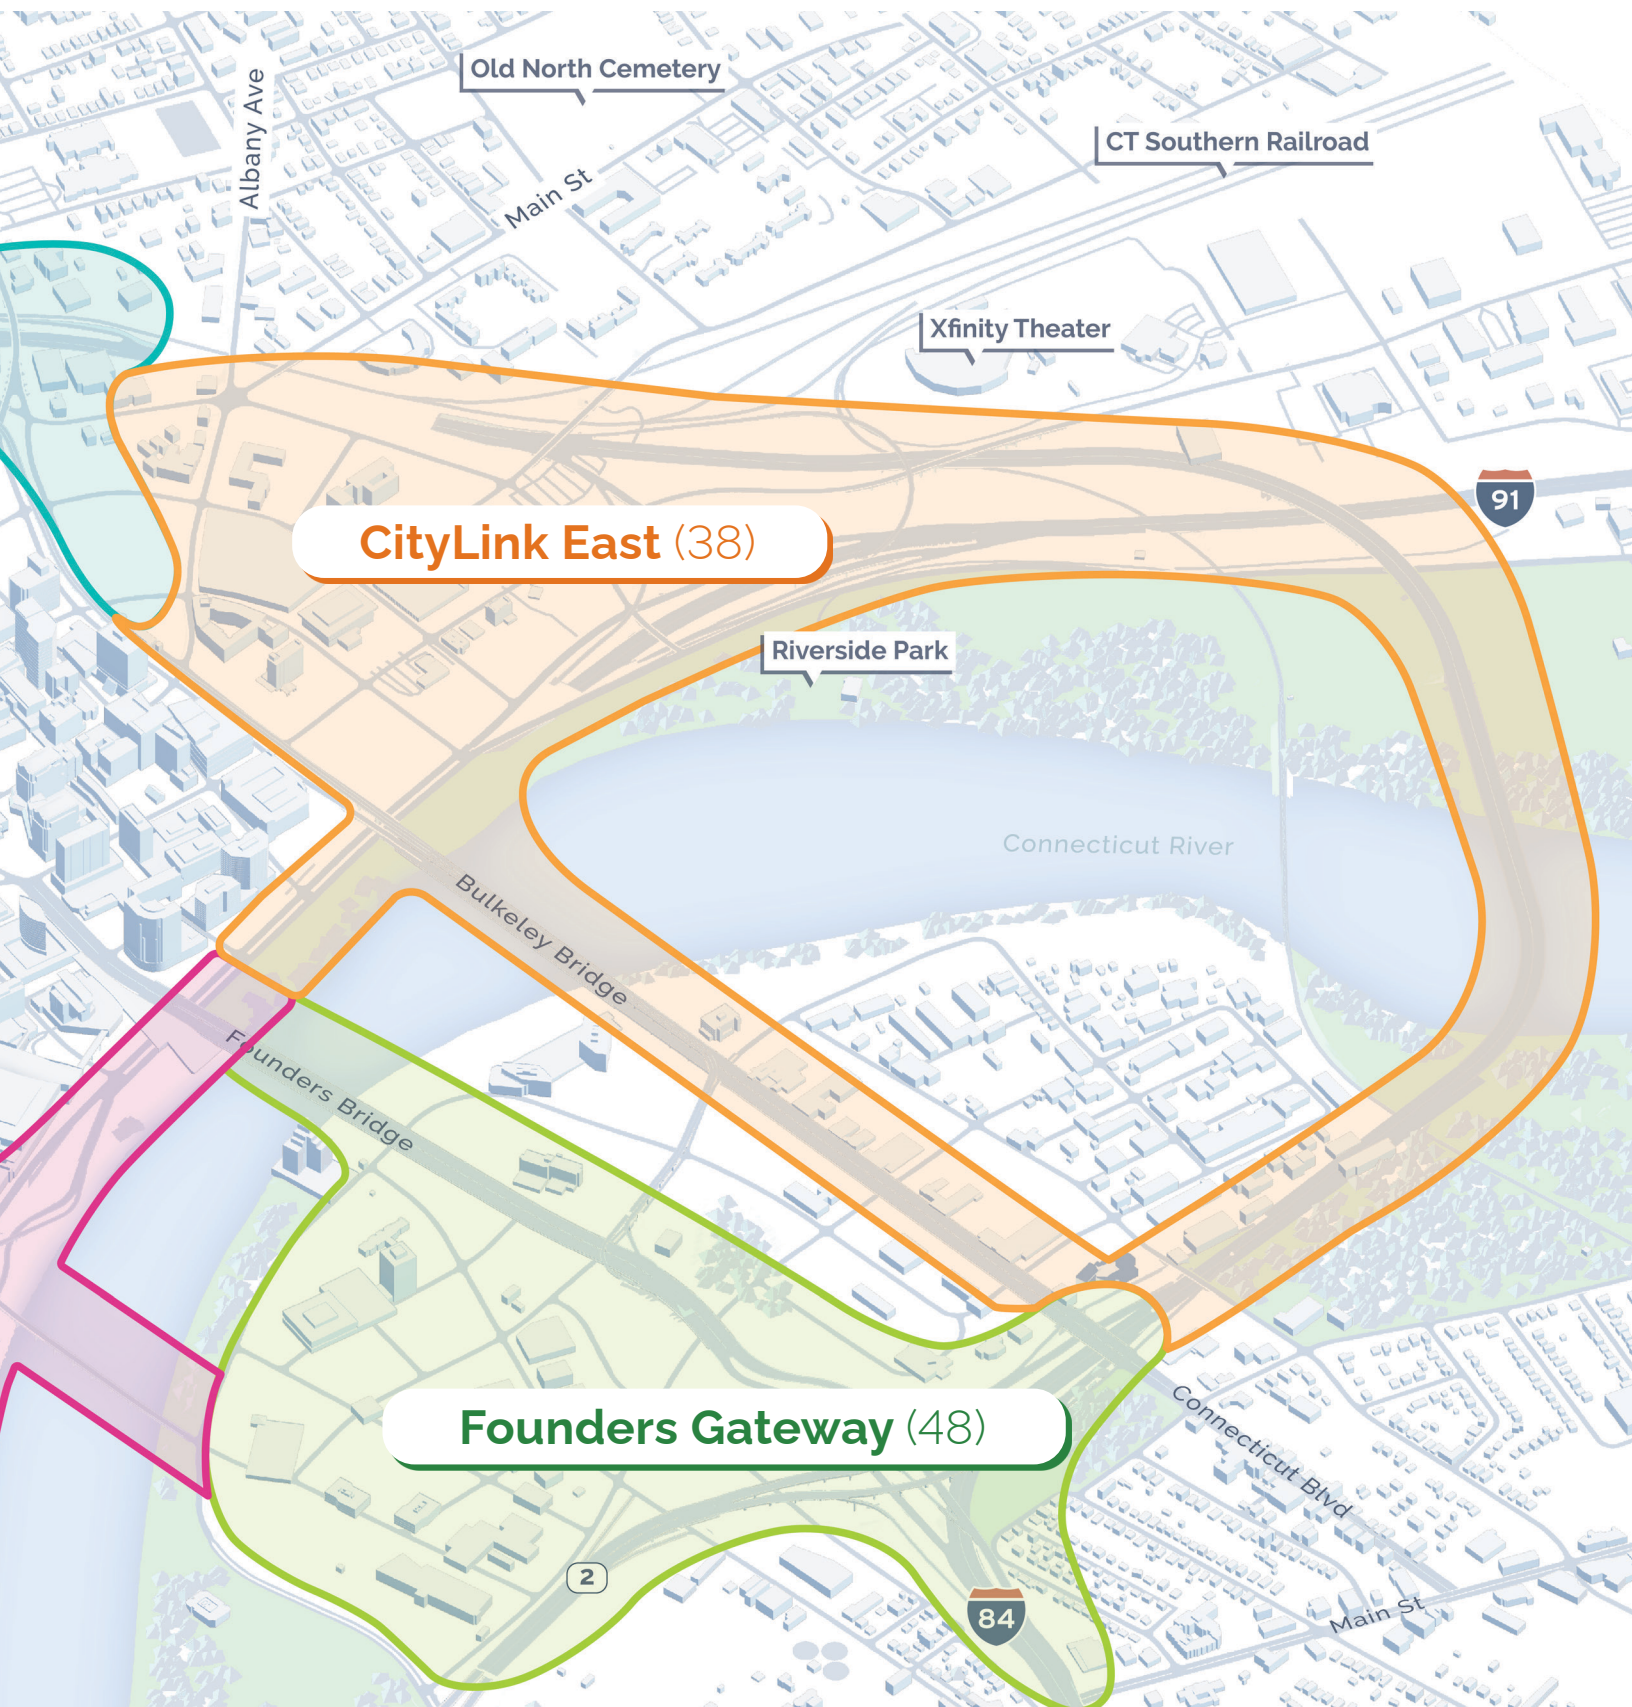 Old North Cemetery
Albany Ave
CT Southern Railroad
Main St
Xfinity Theater
91
CityLink East (38)
Riverside Park
Connecticut River
Bulkeley Bridge
Founders Bridge
Founders Gateway (48)
Connecticut Blvd
2
84
Main St